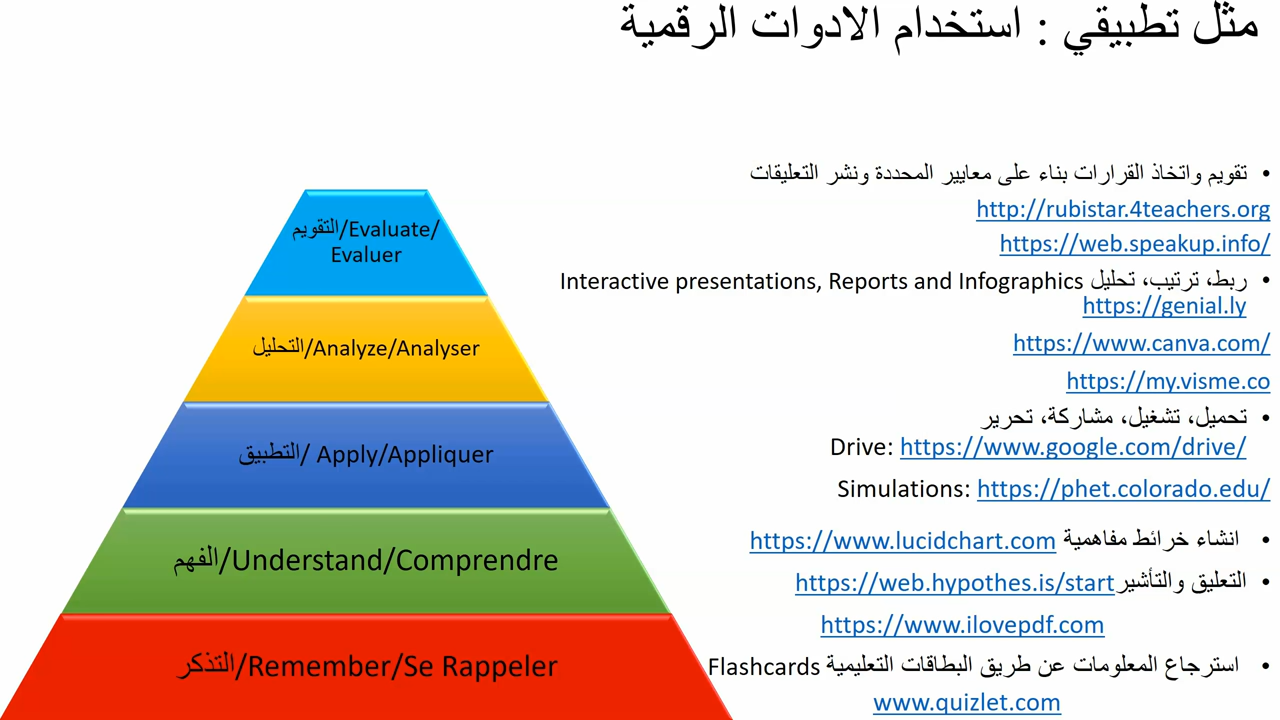 مثل تطبيقي : استخدام الادوات الرقمية
تقويم واتخاذ القرارات بناء على معايير المحددة ونشر التعليقات
http://rubistar.4teachers.org
https://web.speakup.info/
ربط، ترتيب، تحليل Interactive presentations, Reports and Infographics
https://genial.ly
https://www.canva.com/
https://my.visme.co
تحميل، تشغيل، مشاركة، تحرير
Drive: https://www.google.com/drive/
Simulations: https://phet.colorado.edu/
انشاء خرائط مفاهمية https://www.lucidchart.com
التعليق والتأشير https://web.hypothes.is/start
https://www.ilovepdf.com
استرجاع المعلومات عن طريق البطاقات التعليمية Flashcards
www.quizlet.com
التقويم/Evaluate/
Evaluer
التحليل/Analyze/Analyser
التطبيق/ Apply/Appliquer
الفهم/Understand/Comprendre
التذكر/Remember/Se Rappeler